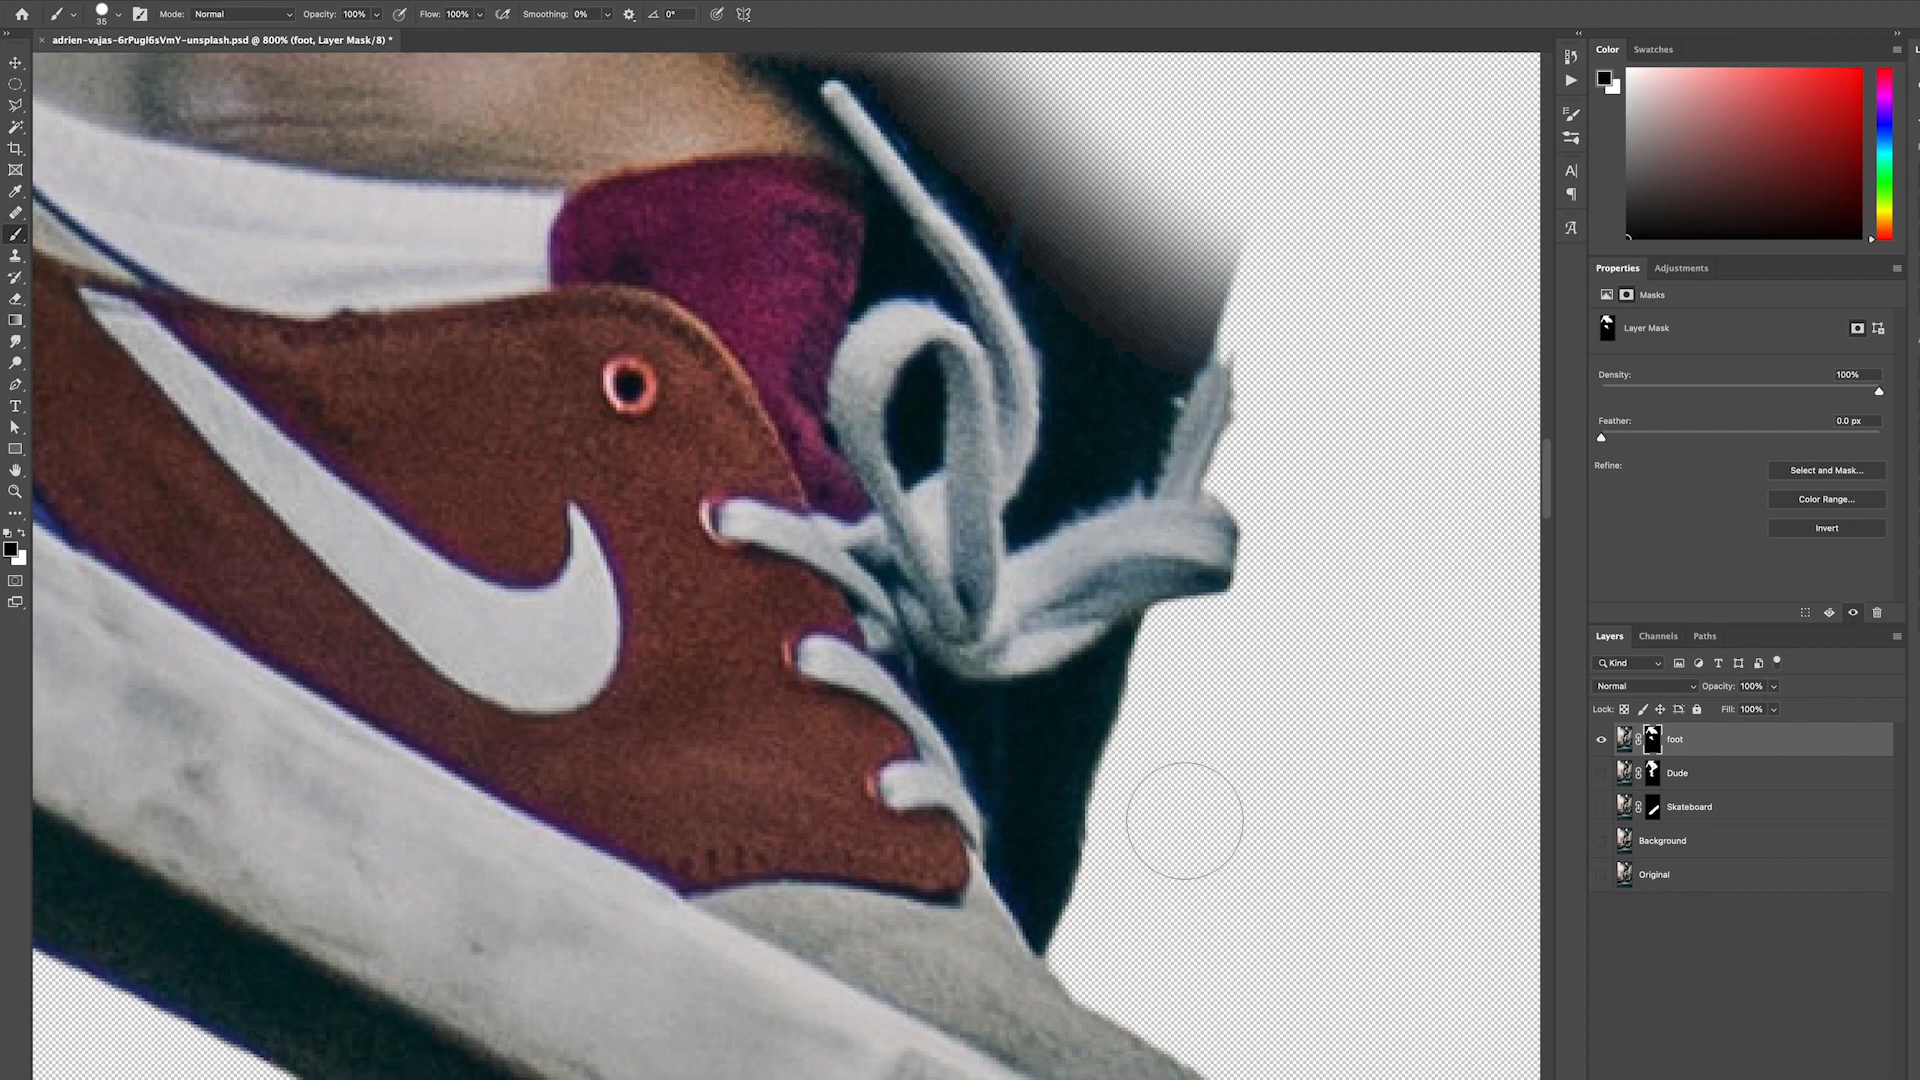 35
Mode: Normal
Opacity: 100%
Flow: 100%
Smoothing: 0%
0°
adrien-vajas-6rPugl6sVmY-unsplash.psd @ 800% (foot, Layer Mask/8) *
Color
Swatches
Properties
Adjustments
Masks
Layer Mask
Density: 100%
Feather: 0.0 px
Refine:
Select and Mask...
Color Range...
Invert
Layers
Channels
Paths
Kind
Normal
Opacity: 100%
Lock:
Fill: 100%
foot
Dude
Skateboard
Background
Original